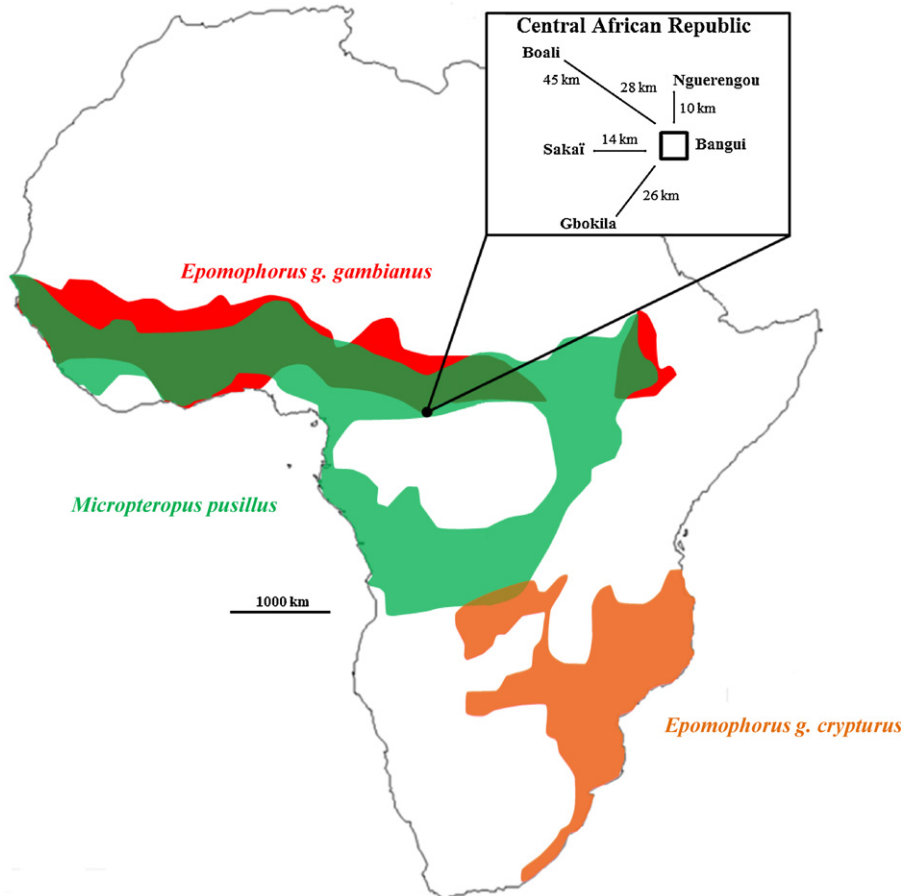 Central African Republic
Boali
45 km
28 km
Nguerengou
10 km
Sakaï
14 km
Bangui
26 km
Gbokila
Epomophorus g. gambianus
Micropteropus pusillus
1000 km
Epomophorus g. crypturus